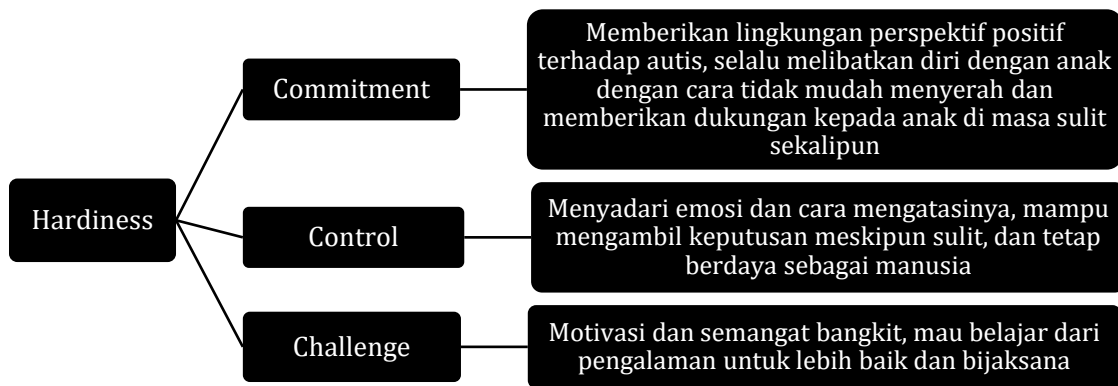 Hardiness
Commitment
Memberikan lingkungan perspektif positif
terhadap autis, selalu melibatkan diri dengan anak
dengan cara tidak mudah menyerah dan
memberikan dukungan kepada anak di masa sulit
sekalipun
Control
Menyadari emosi dan cara mengatasinya, mampu
mengambil keputusan meskipun sulit, dan tetap
berdaya sebagai manusia
Challenge
Motivasi dan semangat bangkit, mau belajar dari
pengalaman untuk lebih baik dan bijaksana